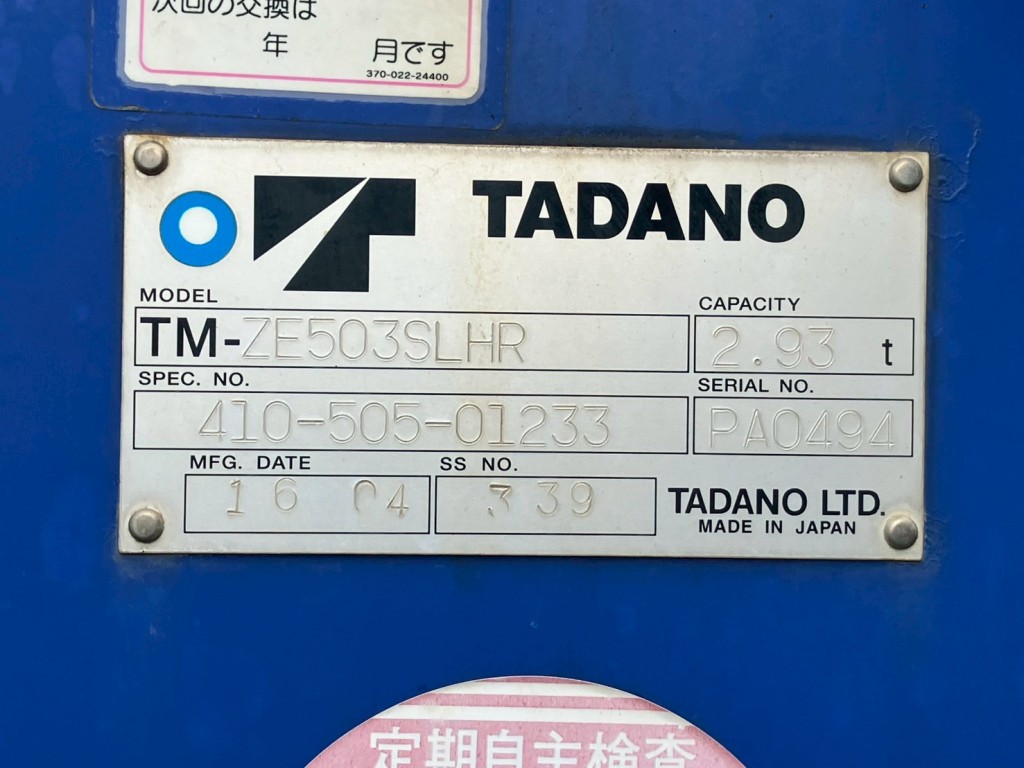 次回の交換は
年 月です
370-022-24400
TADANO
MODEL
TM-ZE503SLHR
CAPACITY
2.93 t
SPEC. NO.
410-505-01233
SERIAL NO.
PA0494
MFG. DATE
16 04
SS NO.
339
TADANO LTD.
MADE IN JAPAN
定期自主検査